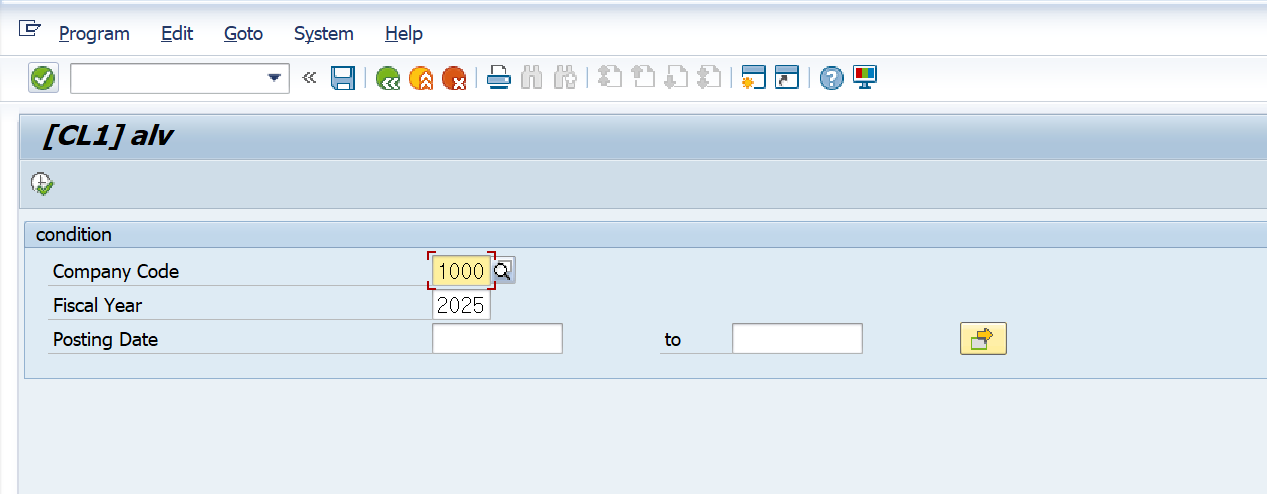 Program Edit Goto System Help
[CL1] alv
condition
Company Code 1000
Fiscal Year 2025
Posting Date to